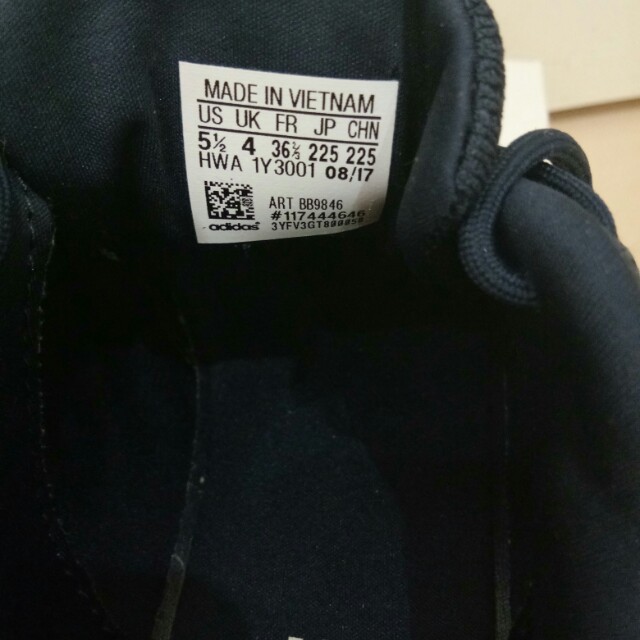 MADE IN VIETNAM
US UK FR JP CHN
5½ 4 36⅔ 225 225
HWA 1Y3001 08/17
ART BB9846
#117444646
adidas